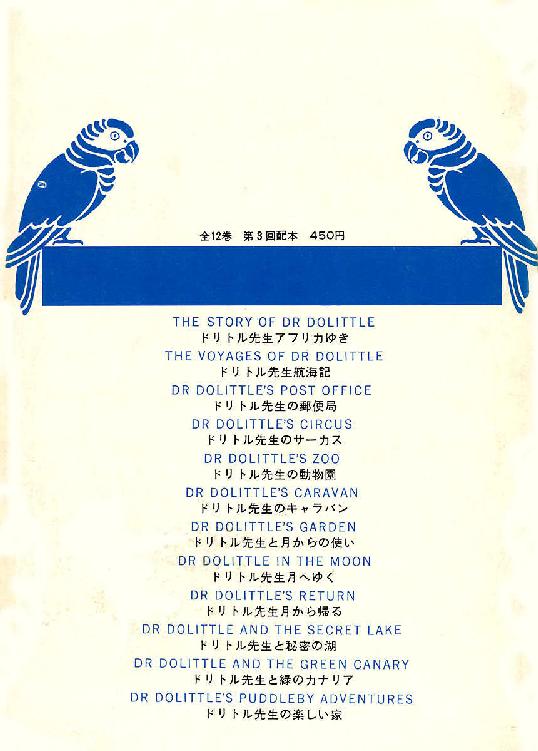 全12巻 第8回配本 450円
THE STORY OF DR DOLITTLE
ドリトル先生アフリカゆき
THE VOYAGES OF DR DOLITTLE
ドリトル先生航海記
DR DOLITTLE'S POST OFFICE
ドリトル先生の郵便局
DR DOLITTLE'S CIRCUS
ドリトル先生のサーカス
DR DOLITTLE'S ZOO
ドリトル先生の動物園
DR DOLITTLE'S CARAVAN
ドリトル先生のキャラバン
DR DOLITTLE'S GARDEN
ドリトル先生と月からの使い
DR DOLITTLE IN THE MOON
ドリトル先生月へゆく
DR DOLITTLE'S RETURN
ドリトル先生月から帰る
DR DOLITTLE AND THE SECRET LAKE
ドリトル先生と秘密の湖
DR DOLITTLE AND THE GREEN CANARY
ドリトル先生と緑のカナリア
DR DOLITTLE'S PUDDLEBY ADVENTURES
ドリトル先生の楽しい家